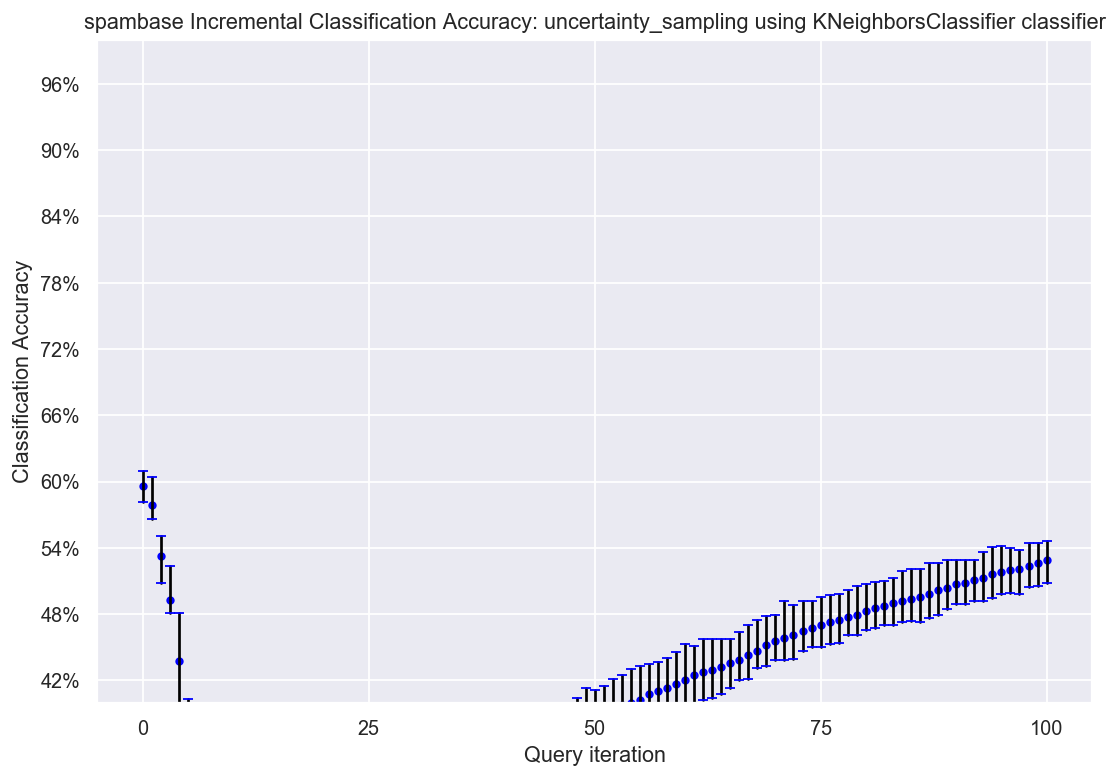 spambase Incremental Classification Accuracy: uncertainty_sampling using KNeighborsClassifier classifier
96%
90%
84%
78%
72%
66%
60%
54%
48%
42%
Classification Accuracy
0 25 50 75 100
Query iteration